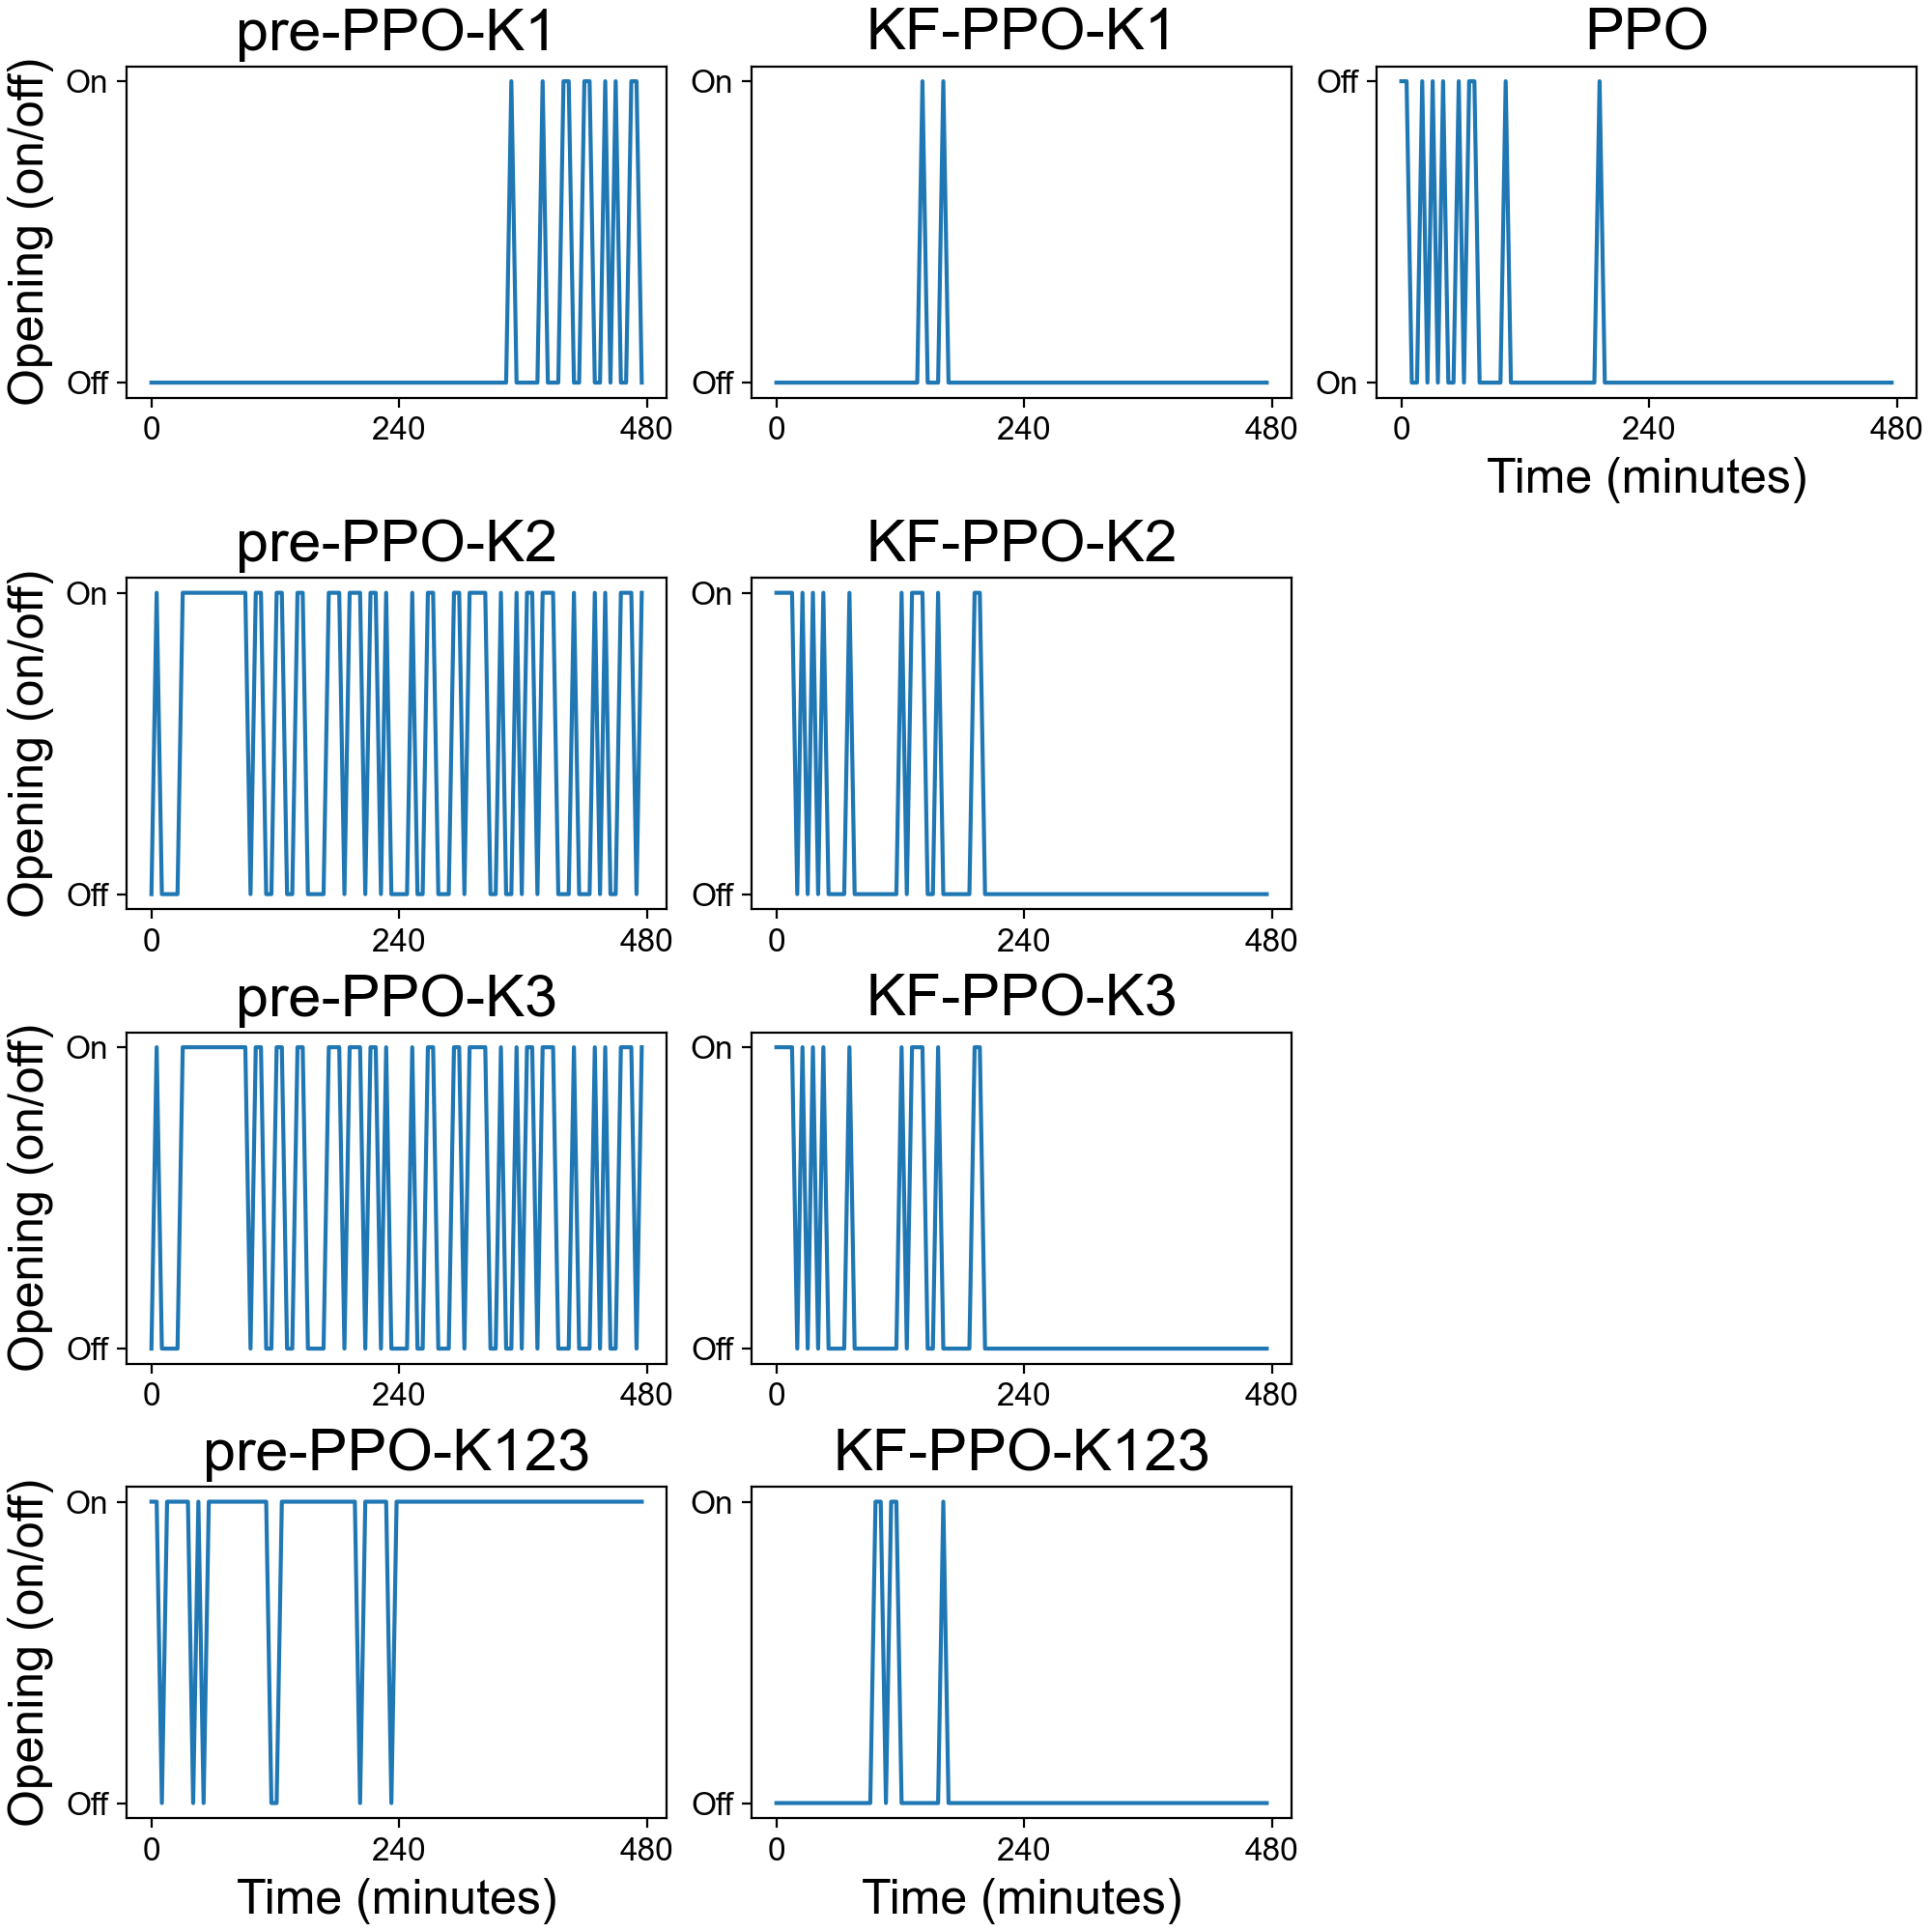 pre-PPO-K1
KF-PPO-K1
PPO
Opening (on/off)
On
Off
0 240 480
On
Off
0 240 480
Off
On
0 240 480
Time (minutes)
pre-PPO-K2
KF-PPO-K2
Opening (on/off)
On
Off
0 240 480
On
Off
0 240 480
pre-PPO-K3
KF-PPO-K3
Opening (on/off)
On
Off
0 240 480
On
Off
0 240 480
pre-PPO-K123
KF-PPO-K123
Opening (on/off)
On
Off
0 240 480
Time (minutes)
On
Off
0 240 480
Time (minutes)